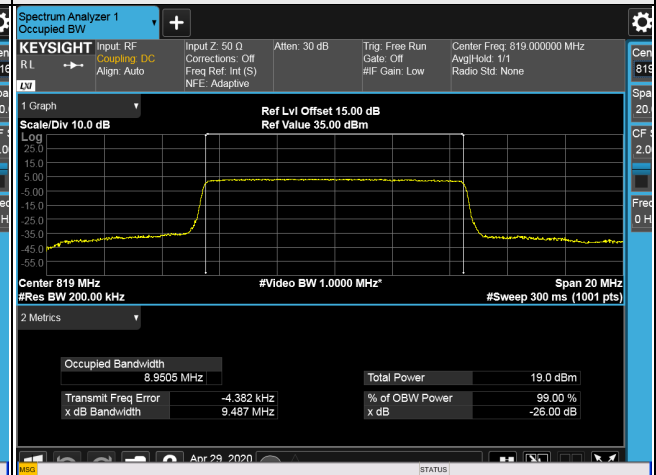 Spectrum Analyzer 1
Occupied BW
KEYSIGHT
RL
LXI
Input: RF
Coupling: DC
Align: Auto
Input Z: 50 Ω
Corrections: Off
Freq Ref: Int (S)
NFE: Adaptive
Atten: 30 dB
Trig: Free Run
Gate: Off
#IF Gain: Low
Center Freq: 819.000000 MHz
Avg|Hold: 1/1
Radio Std: None
1 Graph
Scale/Div 10.0 dB
Ref Lvl Offset 15.00 dB
Ref Value 35.00 dBm
Log
25.0
15.0
5.00
-5.00
-15.0
-25.0
-35.0
-45.0
-55.0
Center 819 MHz
#Res BW 200.00 kHz
#Video BW 1.0000 MHz*
Span 20 MHz
#Sweep 300 ms (1001 pts)
2 Metrics
Occupied Bandwidth
8.9505 MHz
Transmit Freq Error -4.382 kHz
x dB Bandwidth 9.487 MHz
Total Power 19.0 dBm
% of OBW Power 99.00 %
x dB -26.00 dB
Apr 29, 2020
MSG
STATUS